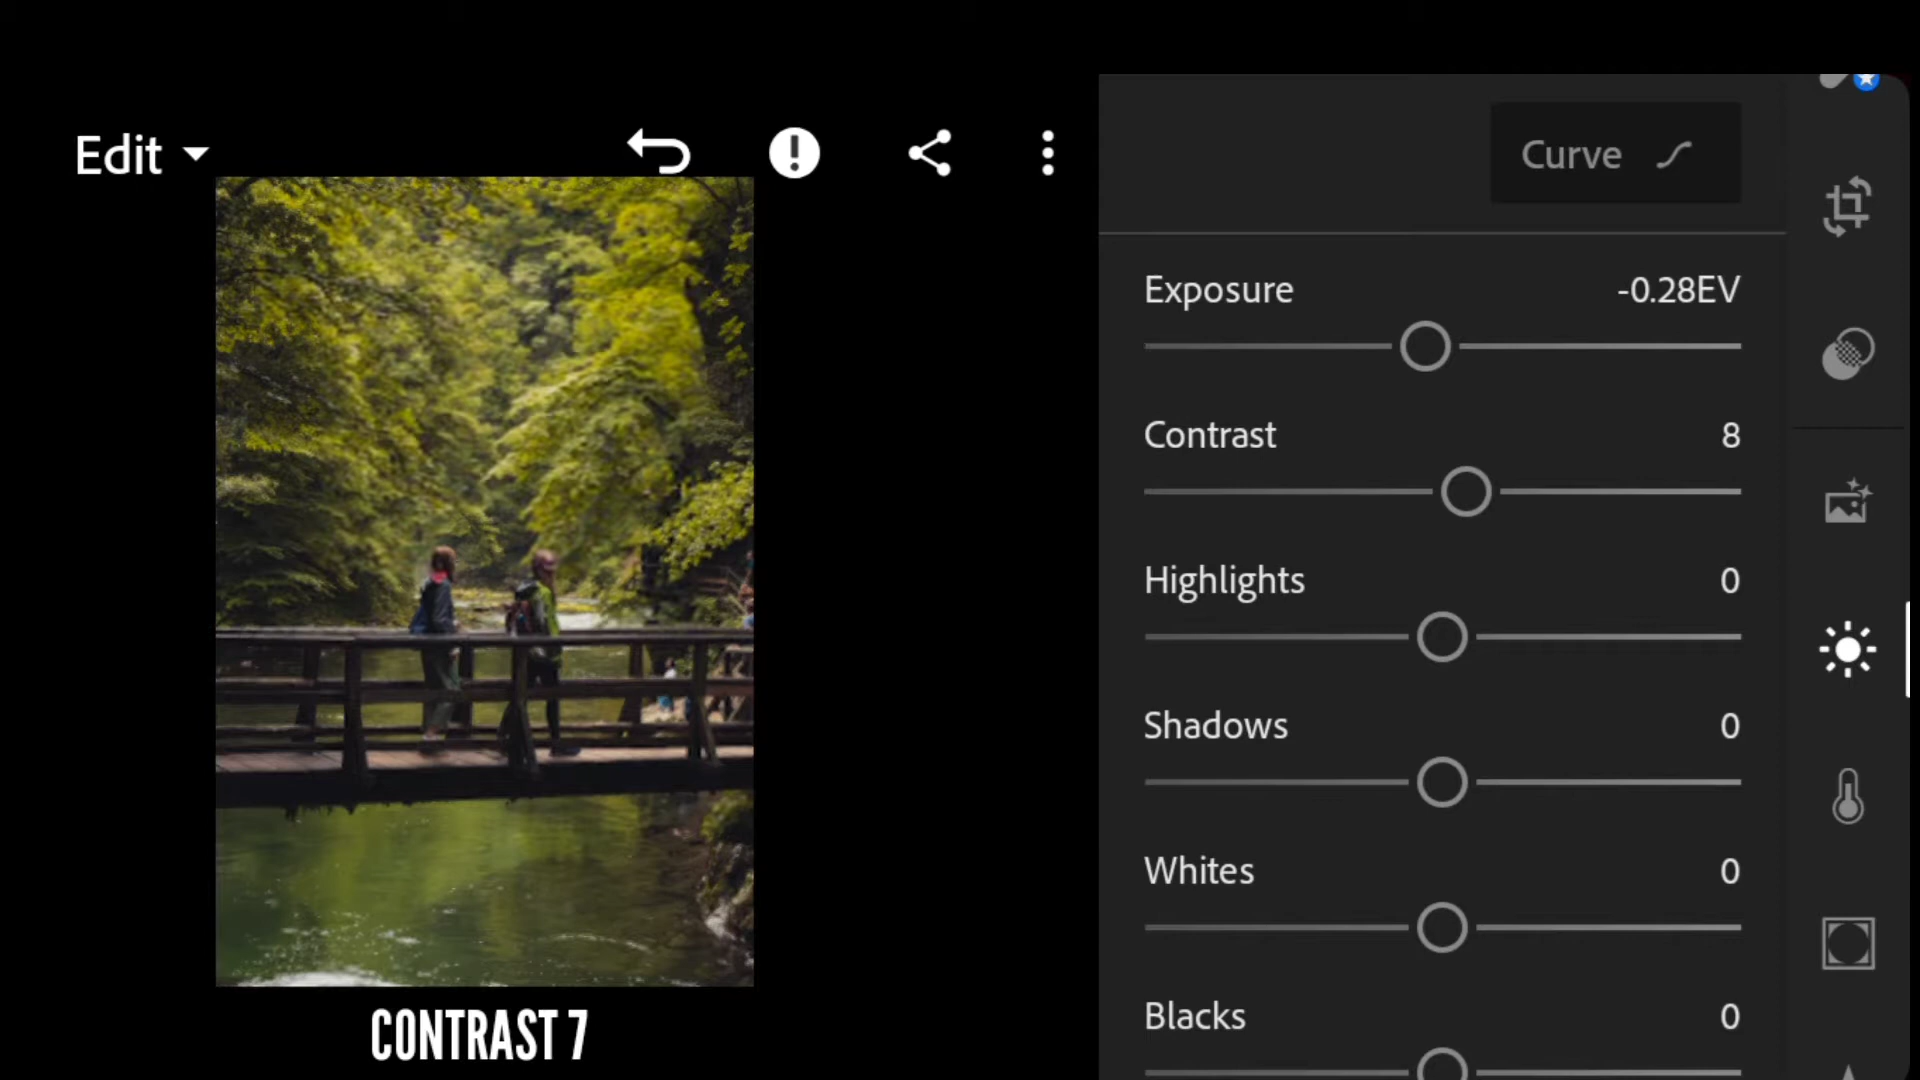 Edit
Curve
Exposure -0.28EV
Contrast 8
Highlights 0
Shadows 0
Whites 0
Blacks 0
CONTRAST 7